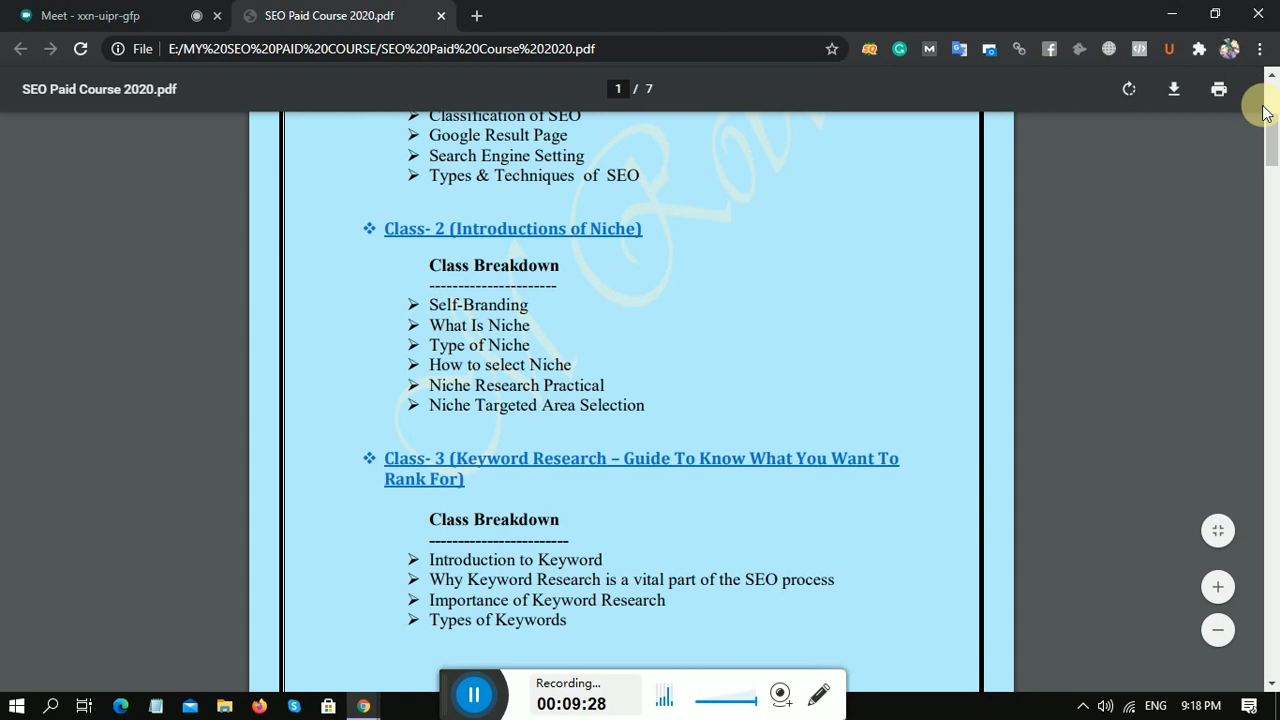 Meet - xxn-uipr-gfp
SEO Paid Course 2020.pdf
File
E:/MY%20SEO%20PAID%20COURSE/SEO%20Paid%20Course%202020.pdf
SEO Paid Course 2020.pdf
1 / 7
Classification of SEO
Google Result Page
Search Engine Setting
Types & Techniques of SEO
Class- 2 (Introductions of Niche)
Class Breakdown
----------------------
Self-Branding
What Is Niche
Type of Niche
How to select Niche
Niche Research Practical
Niche Targeted Area Selection
Class- 3 (Keyword Research – Guide To Know What You Want To
Rank For)
Class Breakdown
------------------------
Introduction to Keyword
Why Keyword Research is a vital part of the SEO process
Importance of Keyword Research
Types of Keywords
Recording...
00:09:28
ENG
9:18 PM